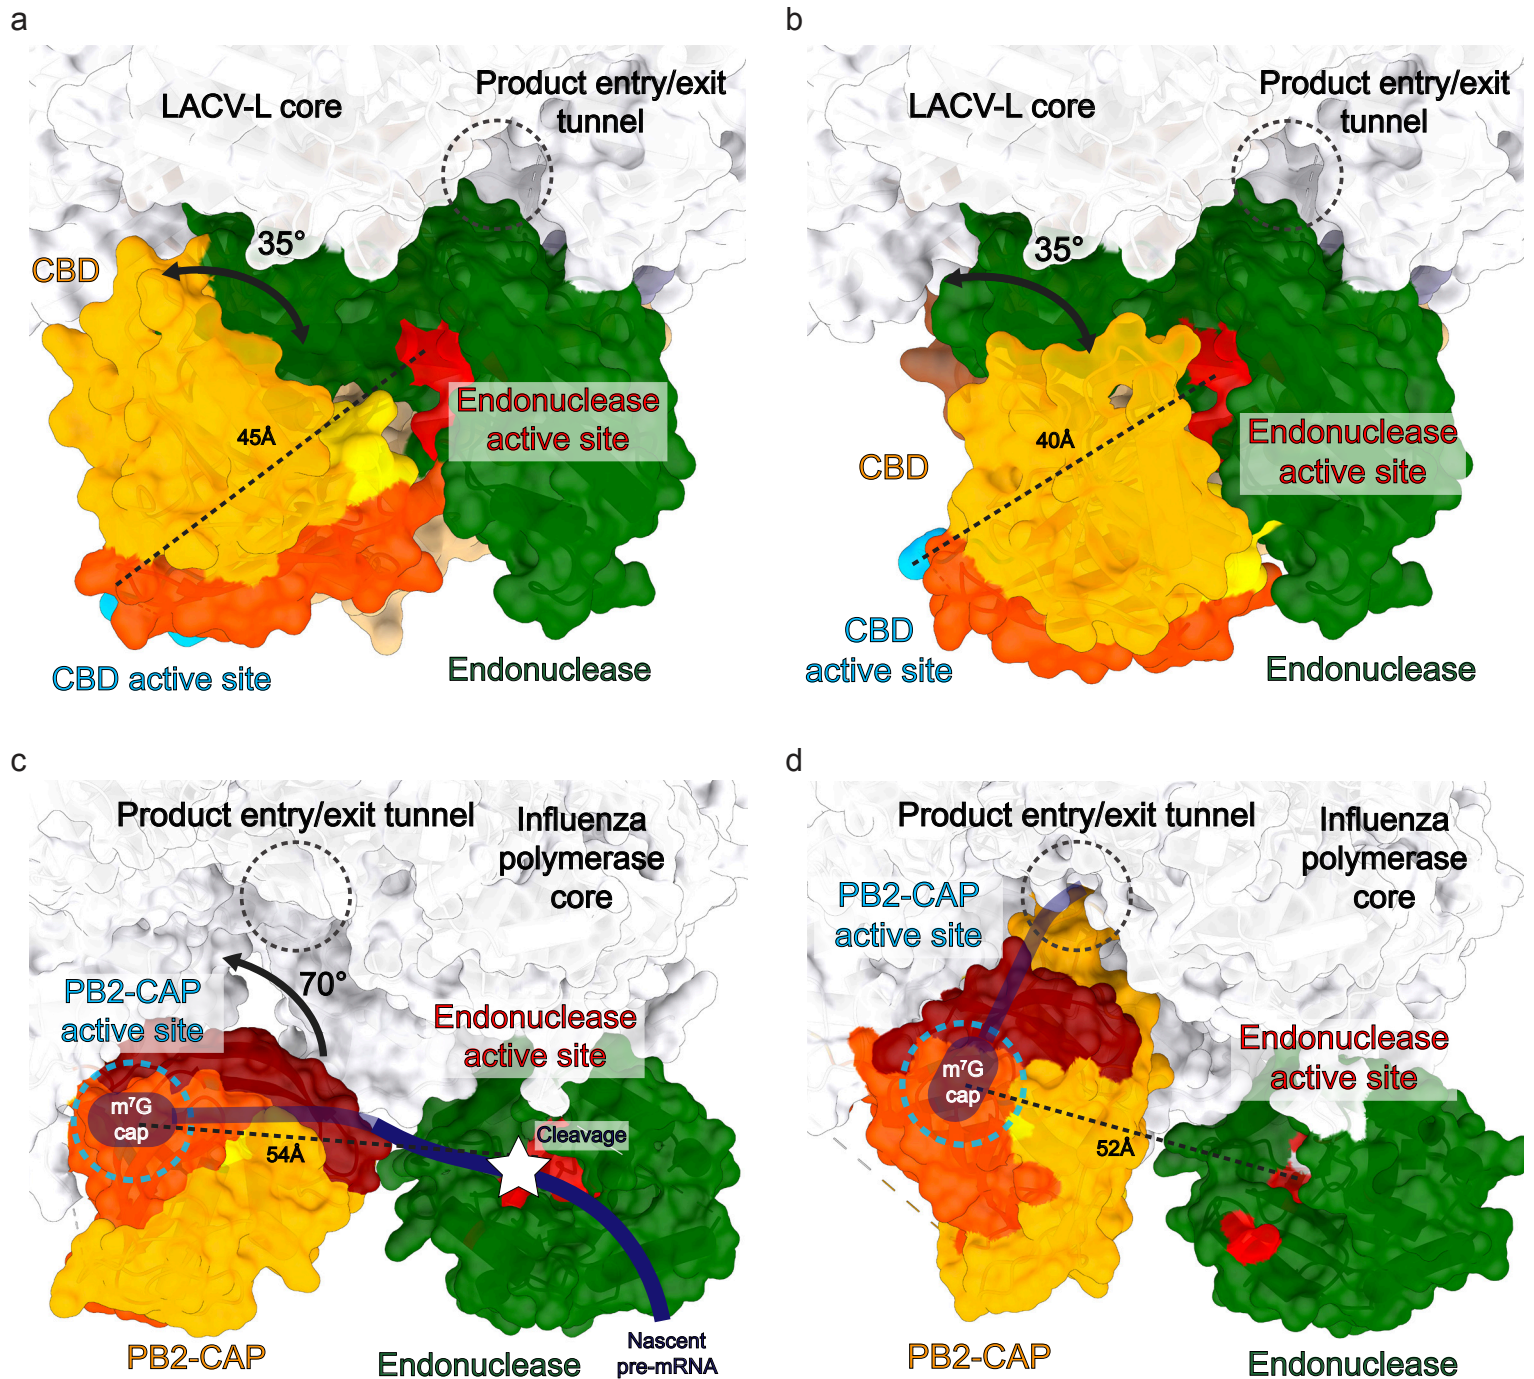 a
LACV-L core
Product entry/exit
tunnel
35°
CBD
45Å
Endonuclease
active site
CBD active site
Endonuclease
b
LACV-L core
Product entry/exit
tunnel
35°
40Å
CBD
Endonuclease
active site
CBD
active site
Endonuclease
c
Product entry/exit tunnel
Influenza
polymerase
core
70°
PB2-CAP
active site
Endonuclease
active site
m⁷G
cap
Cleavage
54Å
PB2-CAP
Endonuclease
Nascent
pre-mRNA
d
Product entry/exit tunnel
Influenza
polymerase
core
PB2-CAP
active site
Endonuclease
active site
m⁷G
cap
52Å
PB2-CAP
Endonuclease